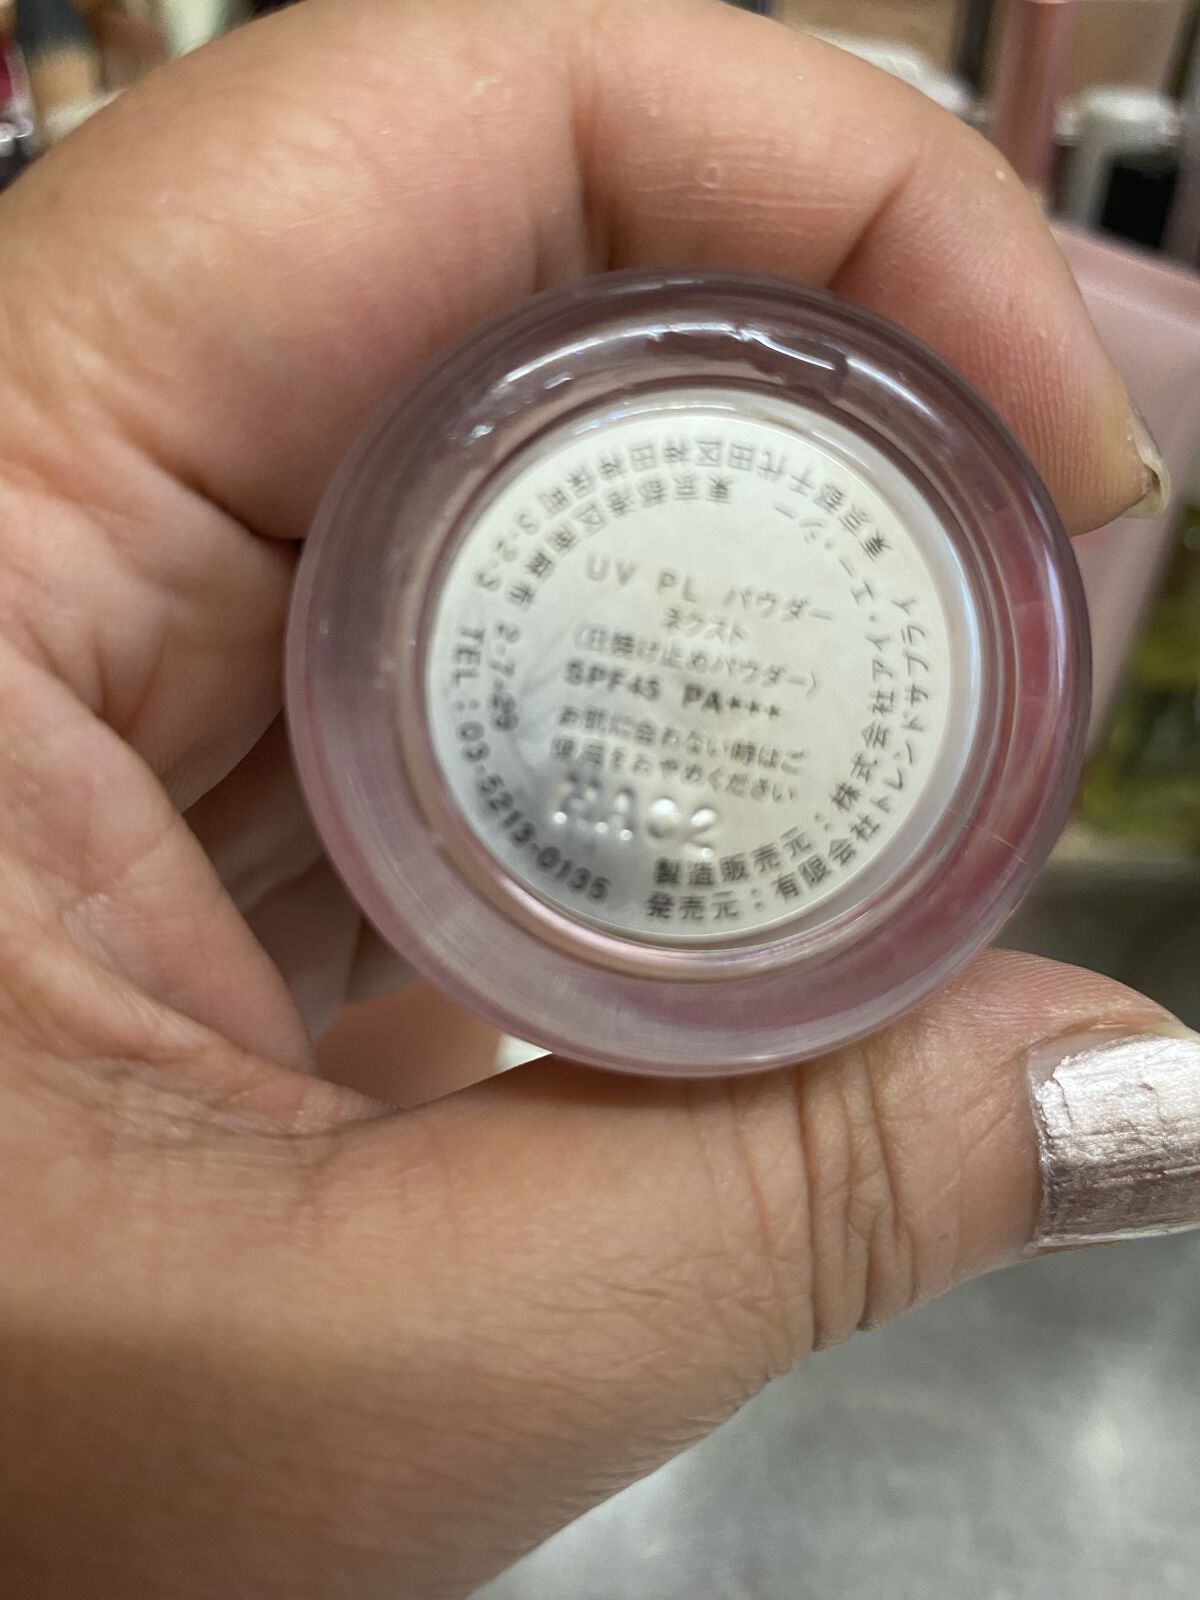 UV PL パウダー
ネクスト
〈日焼け止めパウダー〉
SPF45 PA+++
お肌に合わない時はご
使用をおやめください
製造販売元：株式会社アイ・エー・シー
東京都港区南麻布 2-7-29
発売元：有限会社トレンドサプライ
東京都千代田区神田神保町 3-2-3
TEL：03-5213-0135